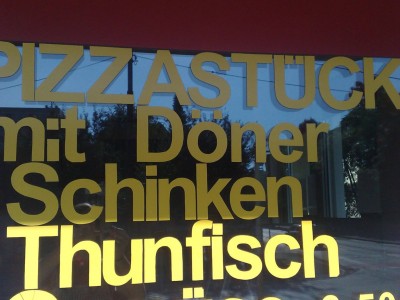 PIZZASTÜCK
mit Döner
Schinken
Thunfisch